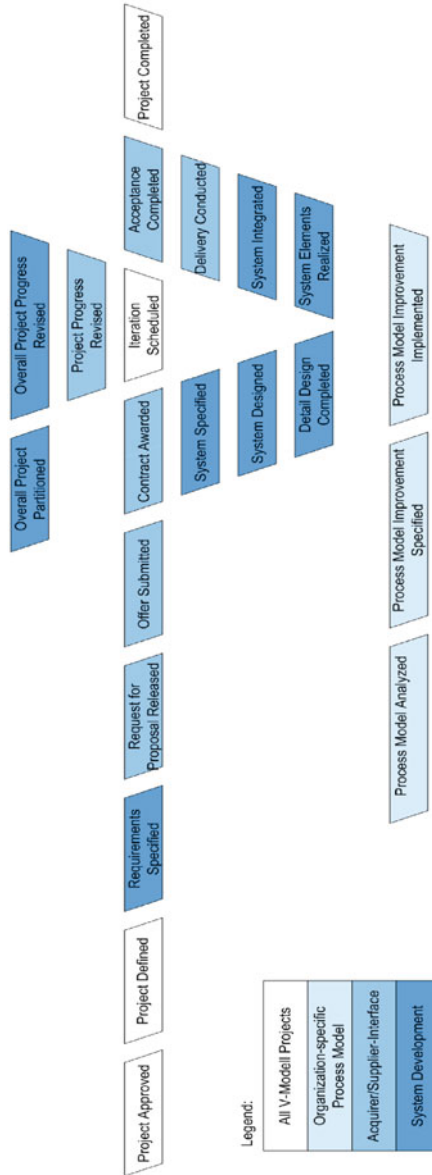 Overall Project
Partitioned
Overall Project Progress
Revised
Project Progress
Revised
Project Approved
Project Defined
Requirements
Specified
Request for
Proposal Released
Offer Submitted
Contract Awarded
Iteration
Scheduled
Acceptance
Completed
Project Completed
System Specified
Delivery Conducted
System Designed
System Integrated
Detail Design
Completed
System Elements
Realized
Process Model Analyzed
Process Model Improvement
Specified
Process Model Improvement
Implemented
Legend:
All V-Modell Projects
Organization-specific
Process Model
Acquirer/Supplier-Interface
System Development